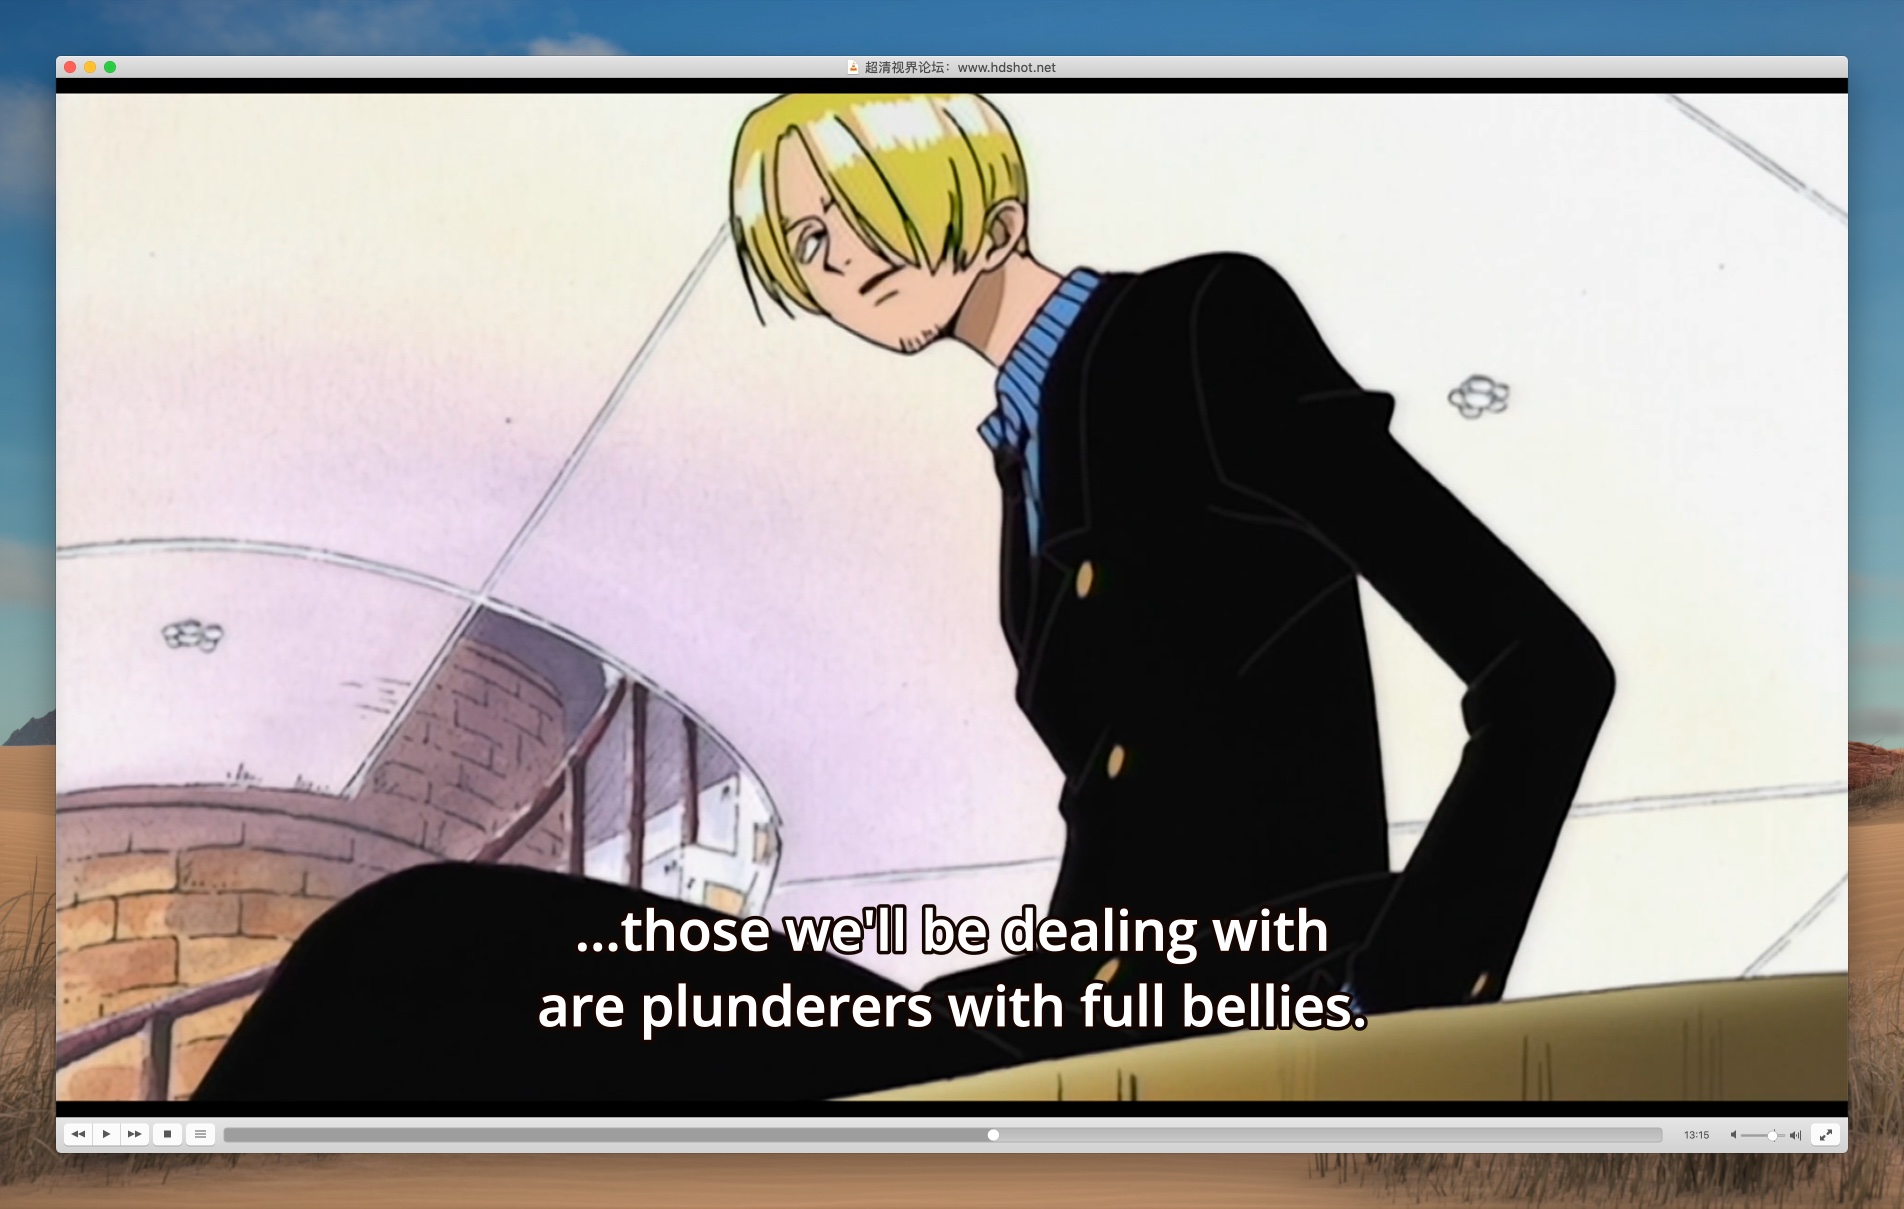 超清视界论坛：www.hdshot.net
...those we'll be dealing with
are plunderers with full bellies.
13:15